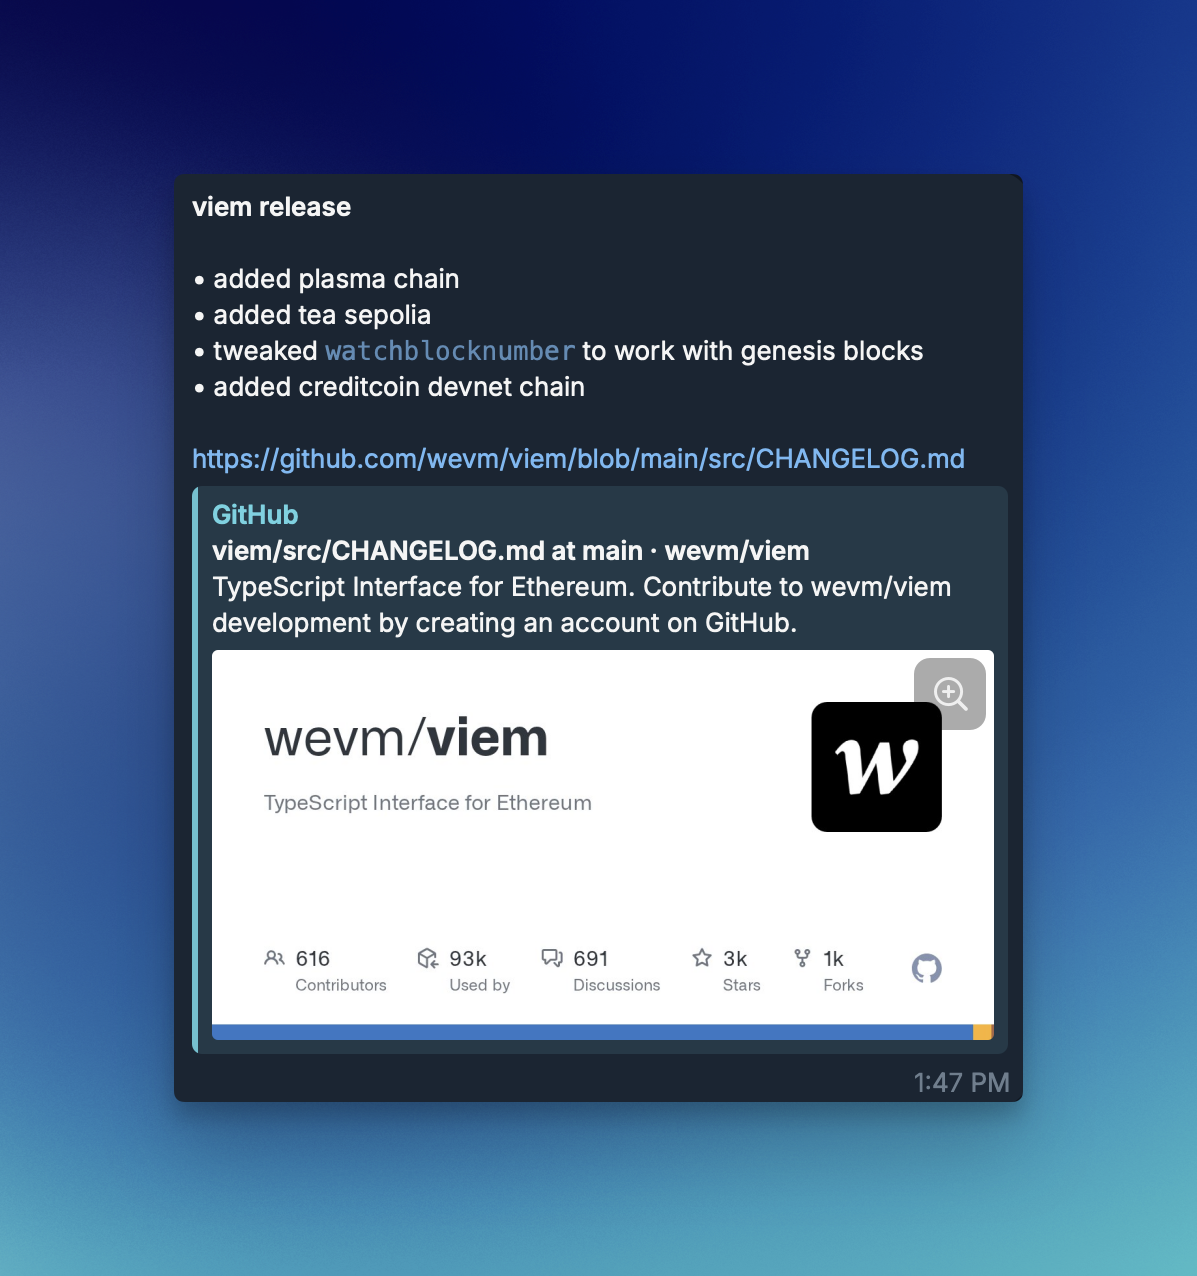 viem release
• added plasma chain
• added tea sepolia
• tweaked watchblocknumber to work with genesis blocks
• added creditcoin devnet chain
https://github.com/wevm/viem/blob/main/src/CHANGELOG.md
GitHub
viem/src/CHANGELOG.md at main · wevm/viem
TypeScript Interface for Ethereum. Contribute to wevm/viem
development by creating an account on GitHub.
wevm/viem
w
TypeScript Interface for Ethereum
616 93k 691 3k 1k
Contributors Used by Discussions Stars Forks
1:47 PM